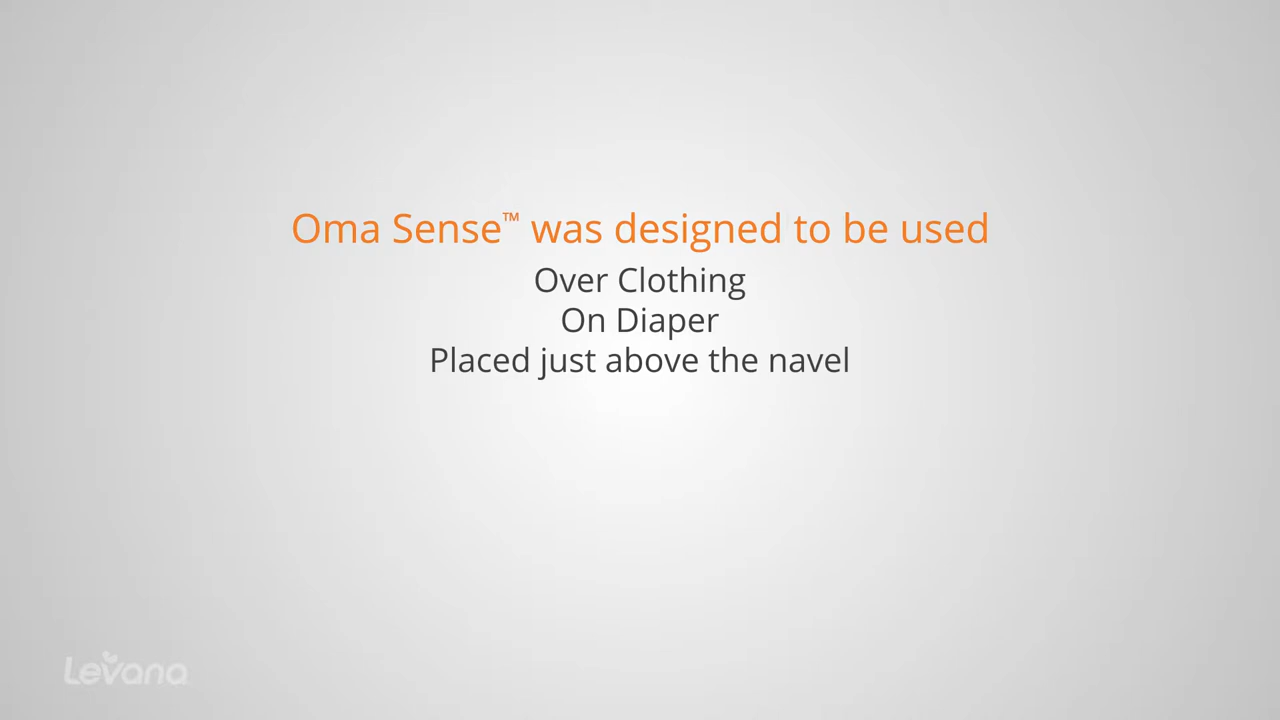 Oma Sense™ was designed to be used
Over Clothing
On Diaper
Placed just above the navel
Levana